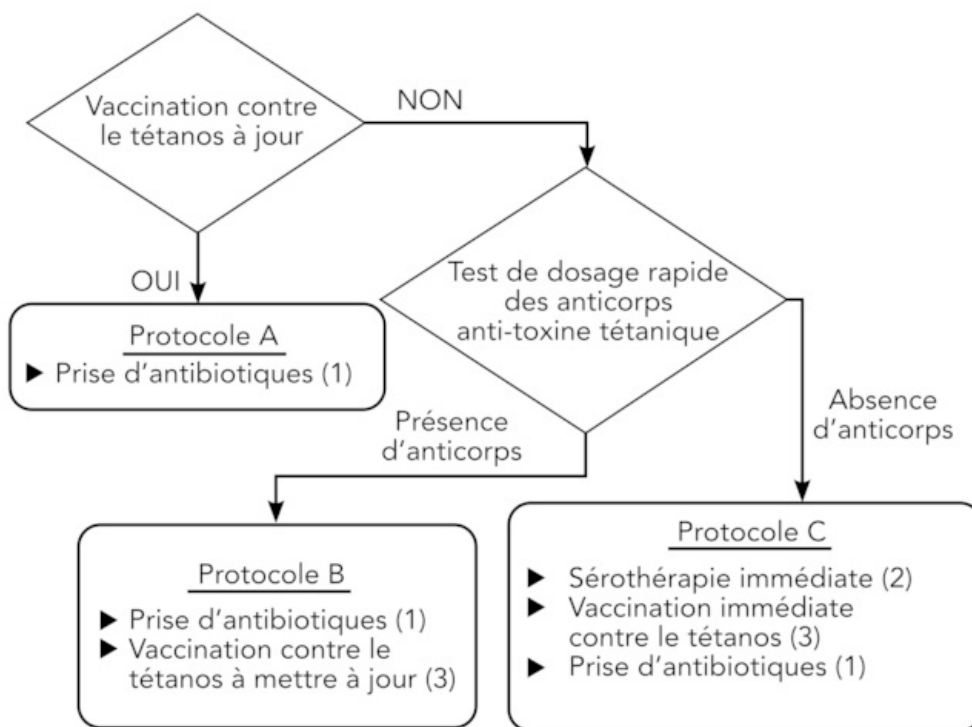 Vaccination contre
le tétanos à jour
NON
OUI
Test de dosage rapide
des anticorps
anti-toxine tétanique
Protocole A
▶ Prise d'antibiotiques (1)
Présence
d'anticorps
Absence
d'anticorps
Protocole B
▶ Prise d'antibiotiques (1)
▶ Vaccination contre le
tétanos à mettre à jour (3)
Protocole C
▶ Sérothérapie immédiate (2)
▶ Vaccination immédiate
contre le tétanos (3)
▶ Prise d'antibiotiques (1)